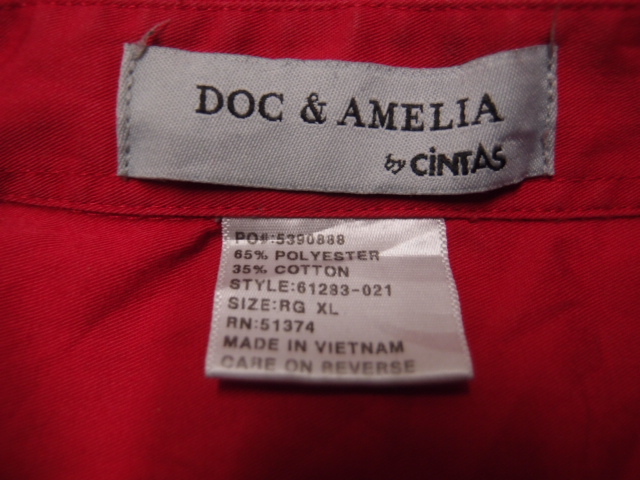 DOC & AMELIA
by CiNTAS
PO#:5390888
65% POLYESTER
35% COTTON
STYLE:61283-021
SIZE:RG XL
RN:51374
MADE IN VIETNAM
CARE ON REVERSE